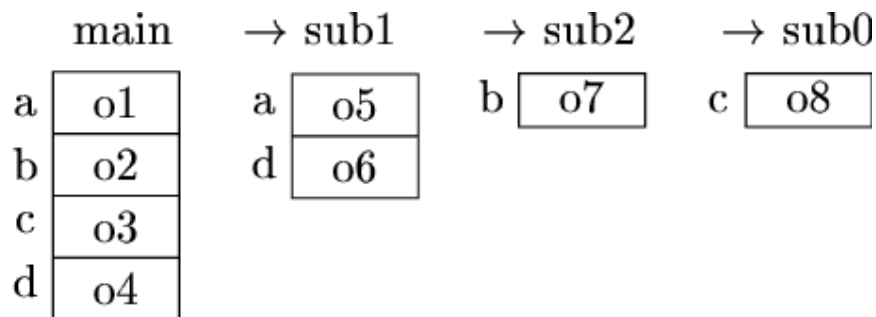 main → sub1 → sub2 → sub0
a o1 a o5 b o7 c o8
b o2 d o6
c o3
d o4